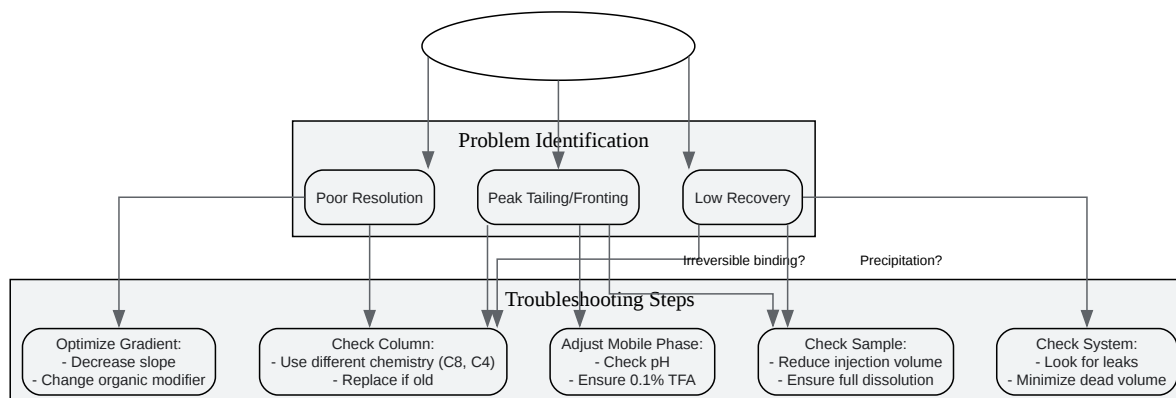 Problem Identification
Poor Resolution
Peak Tailing/Fronting
Low Recovery
Irreversible binding?
Precipitation?
Troubleshooting Steps
Optimize Gradient:
- Decrease slope
- Change organic modifier
Check Column:
- Use different chemistry (C8, C4)
- Replace if old
Adjust Mobile Phase:
- Check pH
- Ensure 0.1% TFA
Check Sample:
- Reduce injection volume
- Ensure full dissolution
Check System:
- Look for leaks
- Minimize dead volume